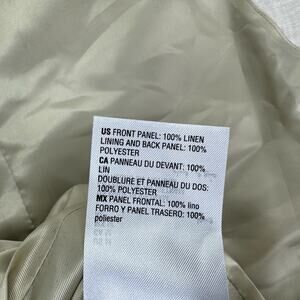 US FRONT PANEL: 100% LINEN
LINING AND BACK PANEL: 100%
POLYESTER
CA PANNEAU DU DEVANT: 100%
LIN
DOUBLURE ET PANNEAU DU DOS:
100% POLYESTER
MX PANEL FRONTAL: 100% lino
FORRO Y PANEL TRASERO: 100%
poliester